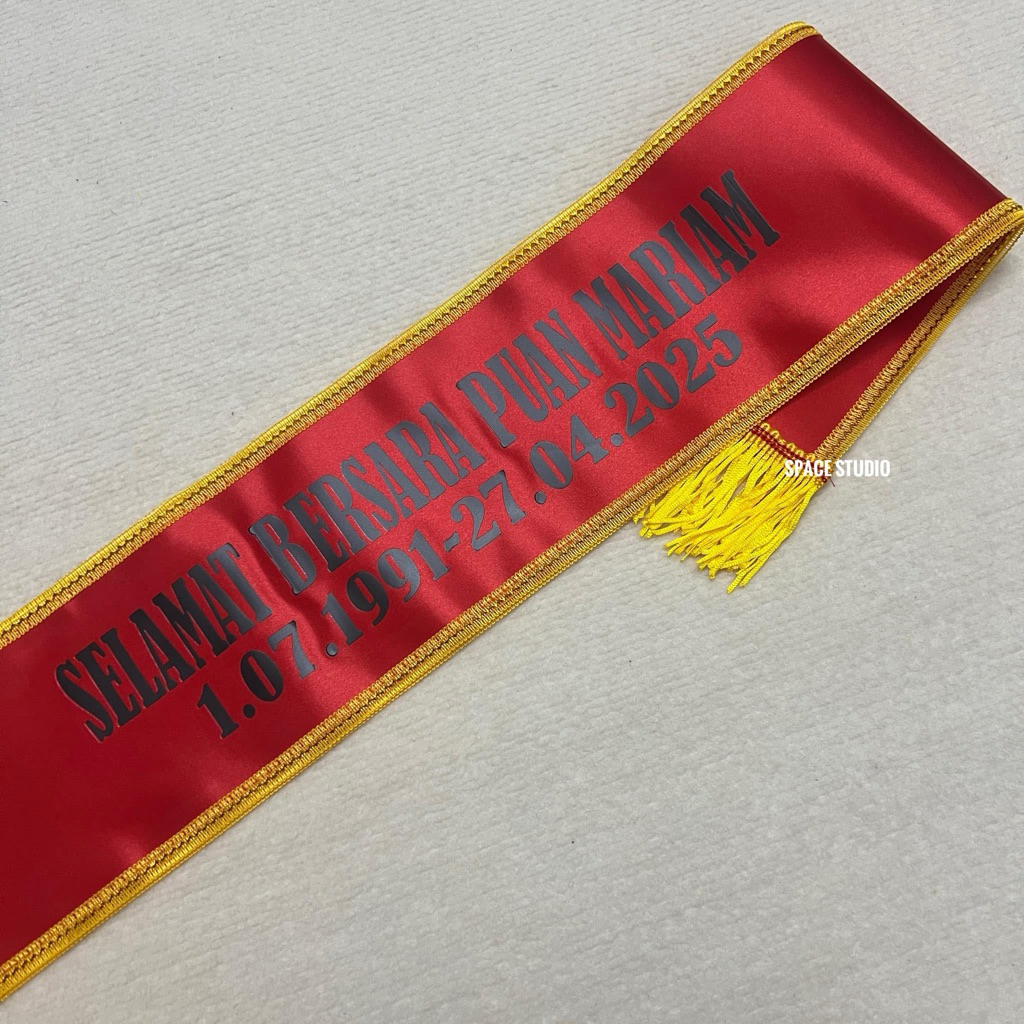 SELAMAT BERSARA PUAN MARIAM
1.07.1991-27.04.2025
SPACE STUDIO